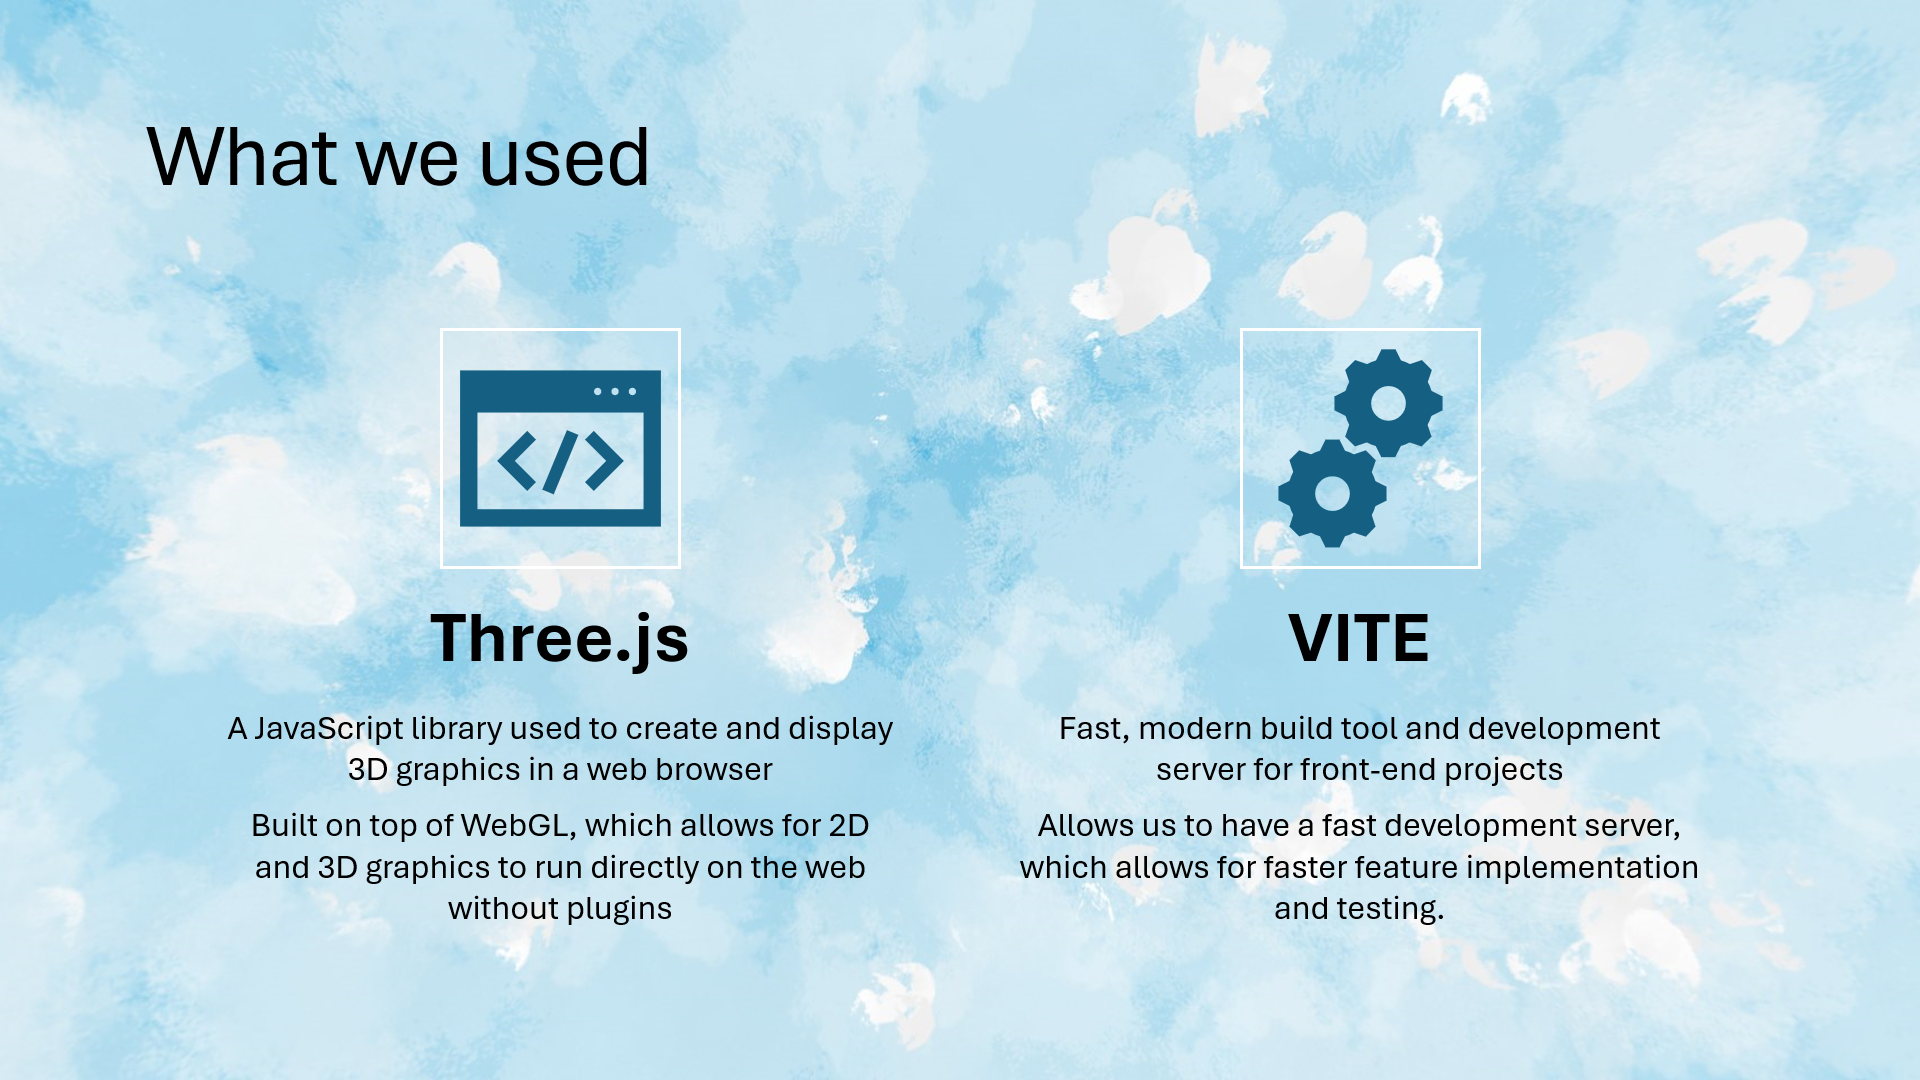 What we used
</>
Three.js
A JavaScript library used to create and display
3D graphics in a web browser
Built on top of WebGL, which allows for 2D
and 3D graphics to run directly on the web
without plugins
VITE
Fast, modern build tool and development
server for front-end projects
Allows us to have a fast development server,
which allows for faster feature implementation
and testing.